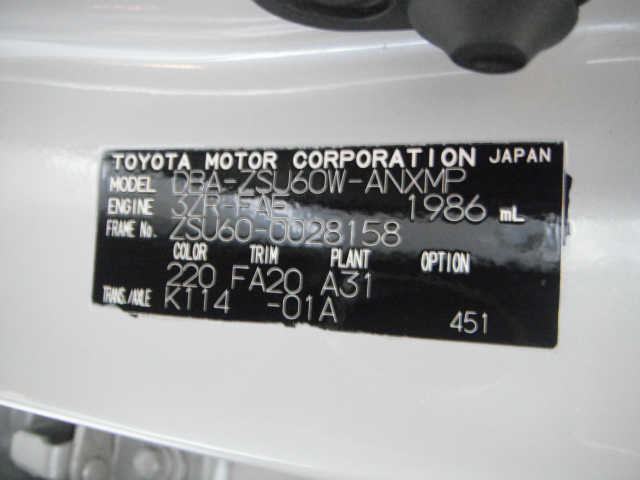 TOYOTA MOTOR CORPORATION JAPAN
MODEL DBA-ZSU60W-ANXMP
ENGINE 3ZR-FAE 1986 mL
FRAME No. ZSU60-0028158
COLOR TRIM PLANT OPTION
220 FA20 A31
TRANS./AXLE K114 -01A
451